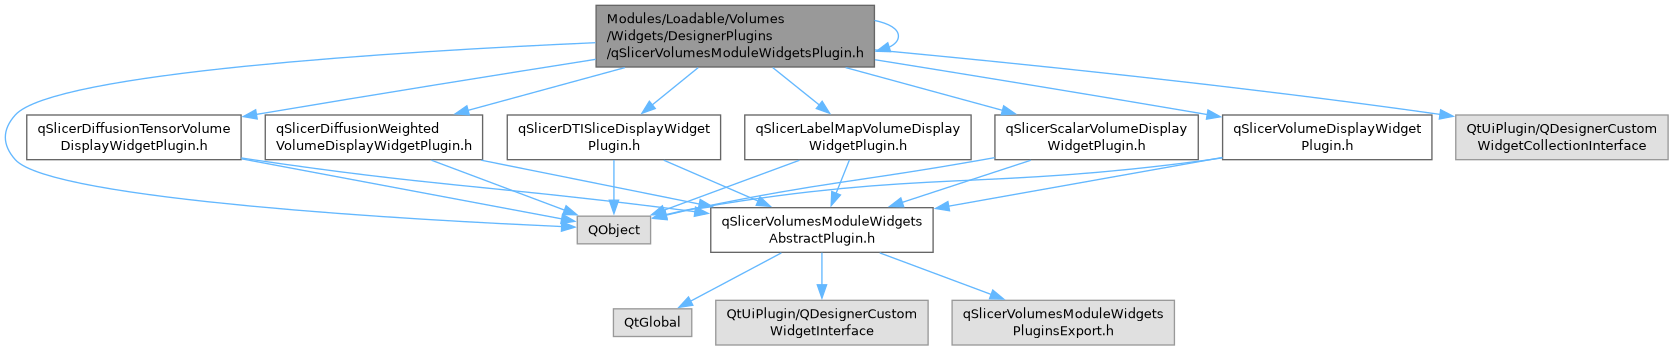 Modules/Loadable/Volumes
/Widgets/DesignerPlugins
/qSlicerVolumesModuleWidgetsPlugin.h
qSlicerDiffusionTensorVolume
DisplayWidgetPlugin.h
qSlicerDiffusionWeighted
VolumeDisplayWidgetPlugin.h
qSlicerDTISliceDisplayWidget
Plugin.h
qSlicerLabelMapVolumeDisplay
WidgetPlugin.h
qSlicerScalarVolumeDisplay
WidgetPlugin.h
qSlicerVolumeDisplayWidget
Plugin.h
QtUiPlugin/QDesignerCustom
WidgetCollectionInterface
QObject
qSlicerVolumesModuleWidgets
AbstractPlugin.h
QtGlobal
QtUiPlugin/QDesignerCustom
WidgetInterface
qSlicerVolumesModuleWidgets
PluginsExport.h